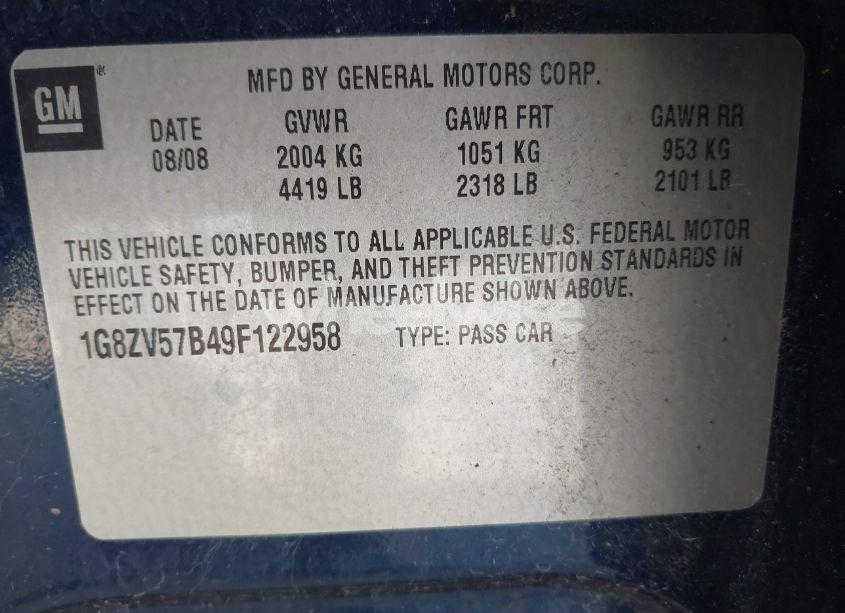 GM
MFD BY GENERAL MOTORS CORP.
DATE GVWR GAWR FRT GAWR RR
08/08 2004 KG 1051 KG 953 KG
4419 LB 2318 LB 2101 LB
THIS VEHICLE CONFORMS TO ALL APPLICABLE U.S. FEDERAL MOTOR
VEHICLE SAFETY, BUMPER, AND THEFT PREVENTION STANDARDS IN
EFFECT ON THE DATE OF MANUFACTURE SHOWN ABOVE.
1G8ZV57B49F122958 TYPE: PASS CAR